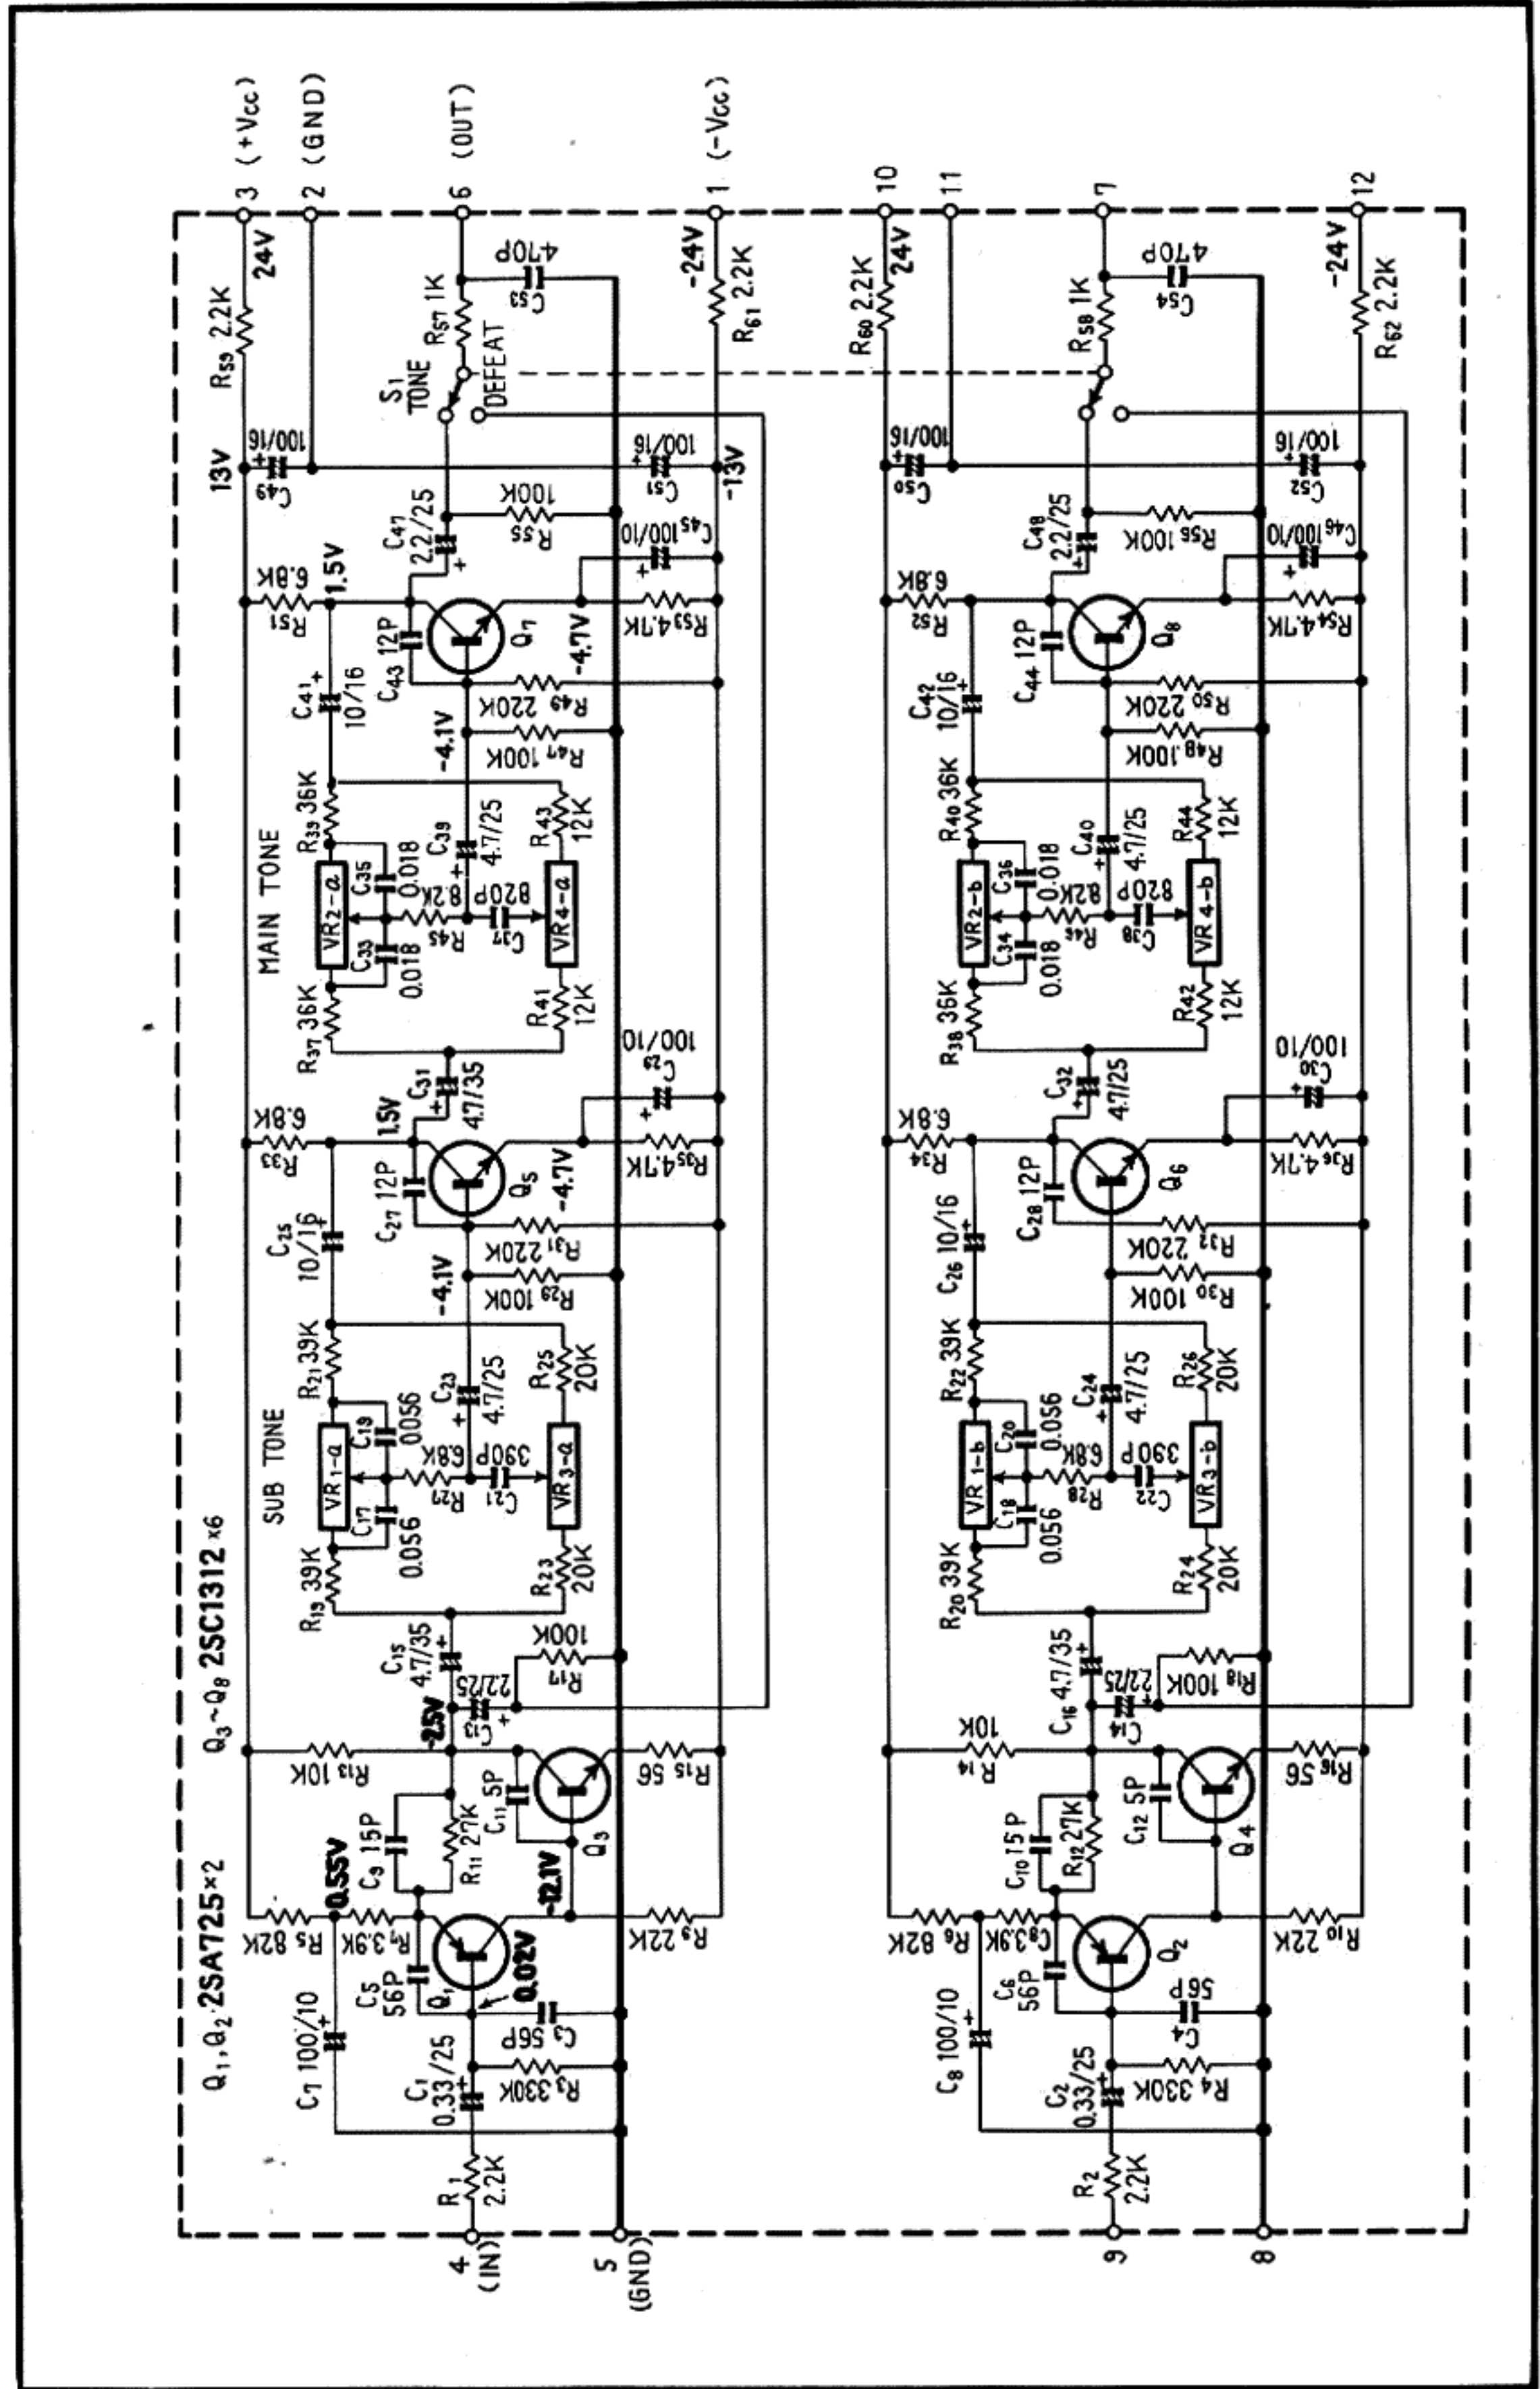 Q₁, Q₂ 2SA725×2 Q₃~Q₈ 2SC1312×6
SUB TONE
MAIN TONE
3 (+Vcc)
2 (GND)
6 (OUT)
1 (-Vcc)
4 (IN)
5 (GND)
24V
R59 2.2K
13V
C49 100/16
S1 TONE
DEFEAT
R57 1K
C53 470P
-24V
R61 2.2K
C51 100/16
-13V
C47 2.2/25
R55 100K
C45 100/10
R51 6.8K
1.5V
C43 12P
Q7
-4.7V
R53 4.7K
C41 10/16
-4.1V
R49 220K
R47 100K
R39 36K
VR2-a
C35 0.018
C33 0.018
R37 36K
R45 8.2K
C39 4.7/25
C37 820P
R43 12K
VR4-a
R41 12K
C31 4.7/35
C29 100/10
R33 6.8K
1.5V
C27 12P
Q5
-4.7V
R35 4.7K
C25 10/16
-4.1V
R31 220K
R29 100K
R21 39K
VR1-a
C19 0.056
C17 0.056
R19 39K
R27 6.8K
C23 4.7/25
C21 390P
R25 20K
VR3-a
R23 20K
C15 4.7/35
R17 100K
C13 2.2/25
-2.5V
R13 10K
C9 15P
R11 27K
C11 5P
Q3
R15 56
0.55V
R5 82K
R7 3.9K
-12.1V
R9 22K
C5 56P
Q1
0.02V
C7 100/10
C3 56P
R3 330K
C1 0.33/25
R1 2.2K
10
11
7
12
9
8
R60 2.2K
24V
C50 100/16
R58 1K
C54 470P
-24V
R62 2.2K
C52 100/16
C48 2.2/25
R56 100K
C46 100/10
R52 6.8K
C44 12P
Q8
R54 4.7K
C42 10/16
R50 220K
R48 100K
R40 36K
VR2-b
C36 0.018
C34 0.018
R38 36K
R46 8.2K
C40 4.7/25
C38 820P
R44 12K
VR4-b
R42 12K
C32 4.7/25
C30 100/10
R34 6.8K
C28 12P
Q6
R36 4.7K
C26 10/16
R32 220K
R30 100K
R22 39K
VR1-b
C20 0.056
C18 0.056
R20 39K
R28 6.8K
C24 4.7/25
C22 390P
R26 20K
VR3-b
R24 20K
C16 4.7/35
R18 100K
C14 2.2/25
R14 10K
C10 15P
R12 27K
C12 5P
Q4
R16 56
R6 82K
C8 3.9K
R10 22K
C6 56P
Q2
C8 100/10
C4 56P
R4 330K
C2 0.33/25
R2 2.2K